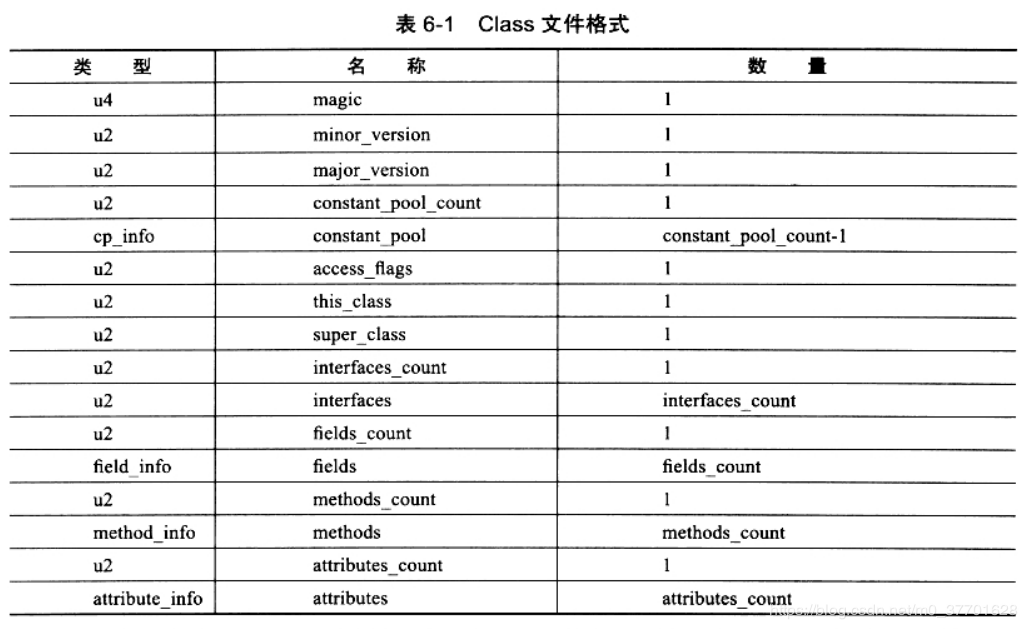 表 6-1 Class 文件格式
类 型 名 称 数 量
u4 magic 1
u2 minor_version 1
u2 major_version 1
u2 constant_pool_count 1
cp_info constant_pool constant_pool_count-1
u2 access_flags 1
u2 this_class 1
u2 super_class 1
u2 interfaces_count 1
u2 interfaces interfaces_count
u2 fields_count 1
field_info fields fields_count
u2 methods_count 1
method_info methods methods_count
u2 attributes_count 1
attribute_info attributes attributes_count
https://blog.csdn.net/m0_37701628